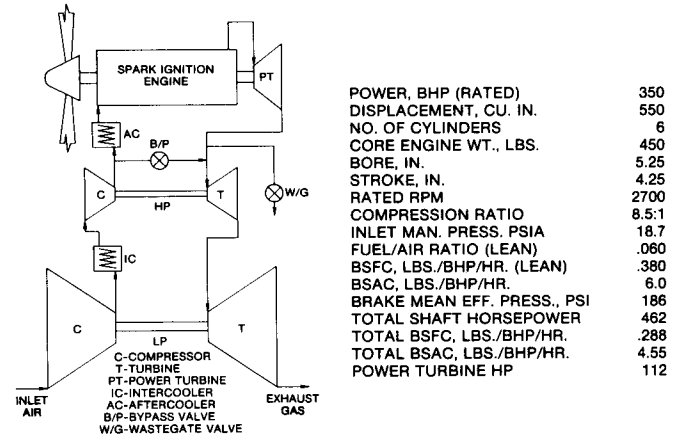 SPARK IGNITION
ENGINE
PT
AC
B/P
C
HP
T
W/G
IC
C
LP
T
C-COMPRESSOR
T-TURBINE
PT-POWER TURBINE
IC-INTERCOOLER
AC-AFTERCOOLER
B/P-BYPASS VALVE
W/G-WASTEGATE VALVE
INLET
AIR
EXHAUST
GAS
POWER, BHP (RATED) 350
DISPLACEMENT, CU. IN. 550
NO. OF CYLINDERS 6
CORE ENGINE WT., LBS. 450
BORE, IN. 5.25
STROKE, IN. 4.25
RATED RPM 2700
COMPRESSION RATIO 8.5:1
INLET MAN. PRESS. PSIA 18.7
FUEL/AIR RATIO (LEAN) .060
BSFC, LBS./BHP/HR. (LEAN) .380
BSAC, LBS./BHP/HR. 6.0
BRAKE MEAN EFF. PRESS., PSI 186
TOTAL SHAFT HORSEPOWER 462
TOTAL BSFC, LBS./BHP/HR. .288
TOTAL BSAC, LBS./BHP/HR. 4.55
POWER TURBINE HP 112